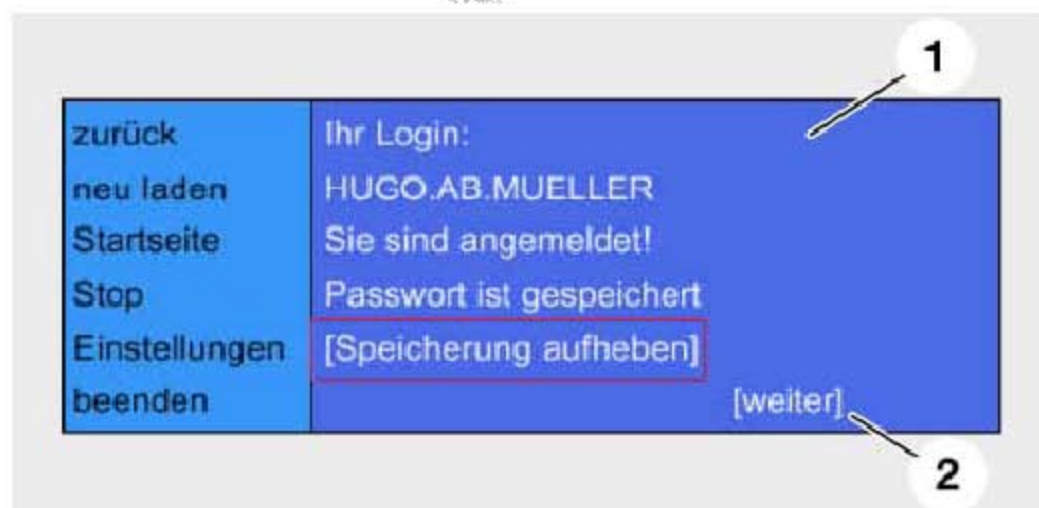 1
zurück
neu laden
Startseite
Stop
Einstellungen
beenden
Ihr Login:
HUGO.AB.MUELLER
Sie sind angemeldet!
Passwort ist gespeichert
[Speicherung aufheben]
[weiter]
2